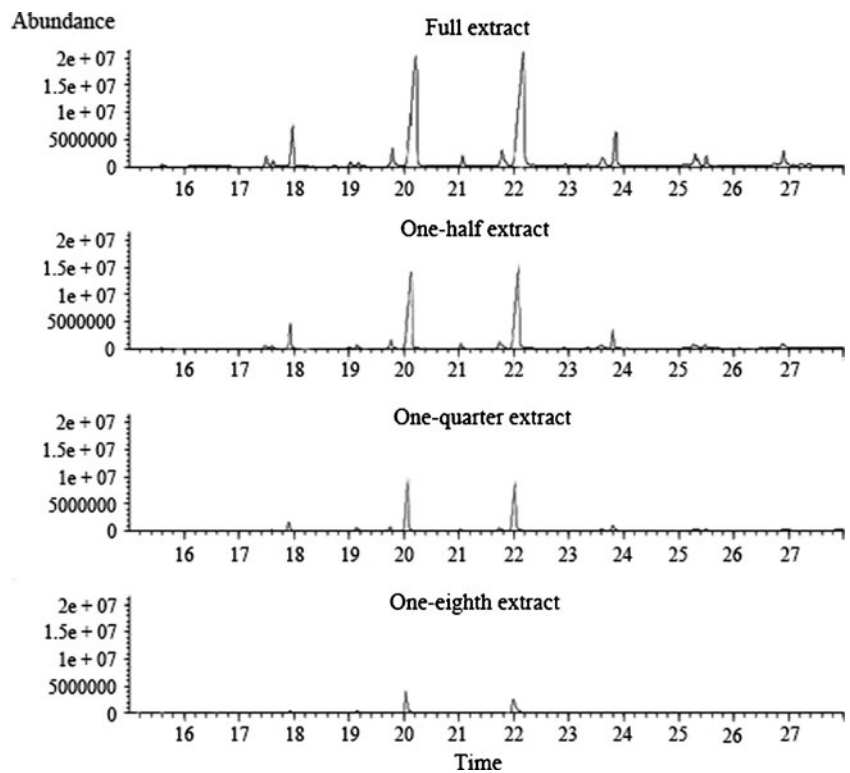 Abundance
Full extract
2e + 07
1.5e + 07
1e + 07
5000000
0
16 17 18 19 20 21 22 23 24 25 26 27
One-half extract
2e + 07
1.5e + 07
1e + 07
5000000
0
16 17 18 19 20 21 22 23 24 25 26 27
One-quarter extract
2e + 07
1.5e + 07
1e + 07
5000000
0
16 17 18 19 20 21 22 23 24 25 26 27
One-eighth extract
2e + 07
1.5e + 07
1e + 07
5000000
0
16 17 18 19 20 21 22 23 24 25 26 27
Time